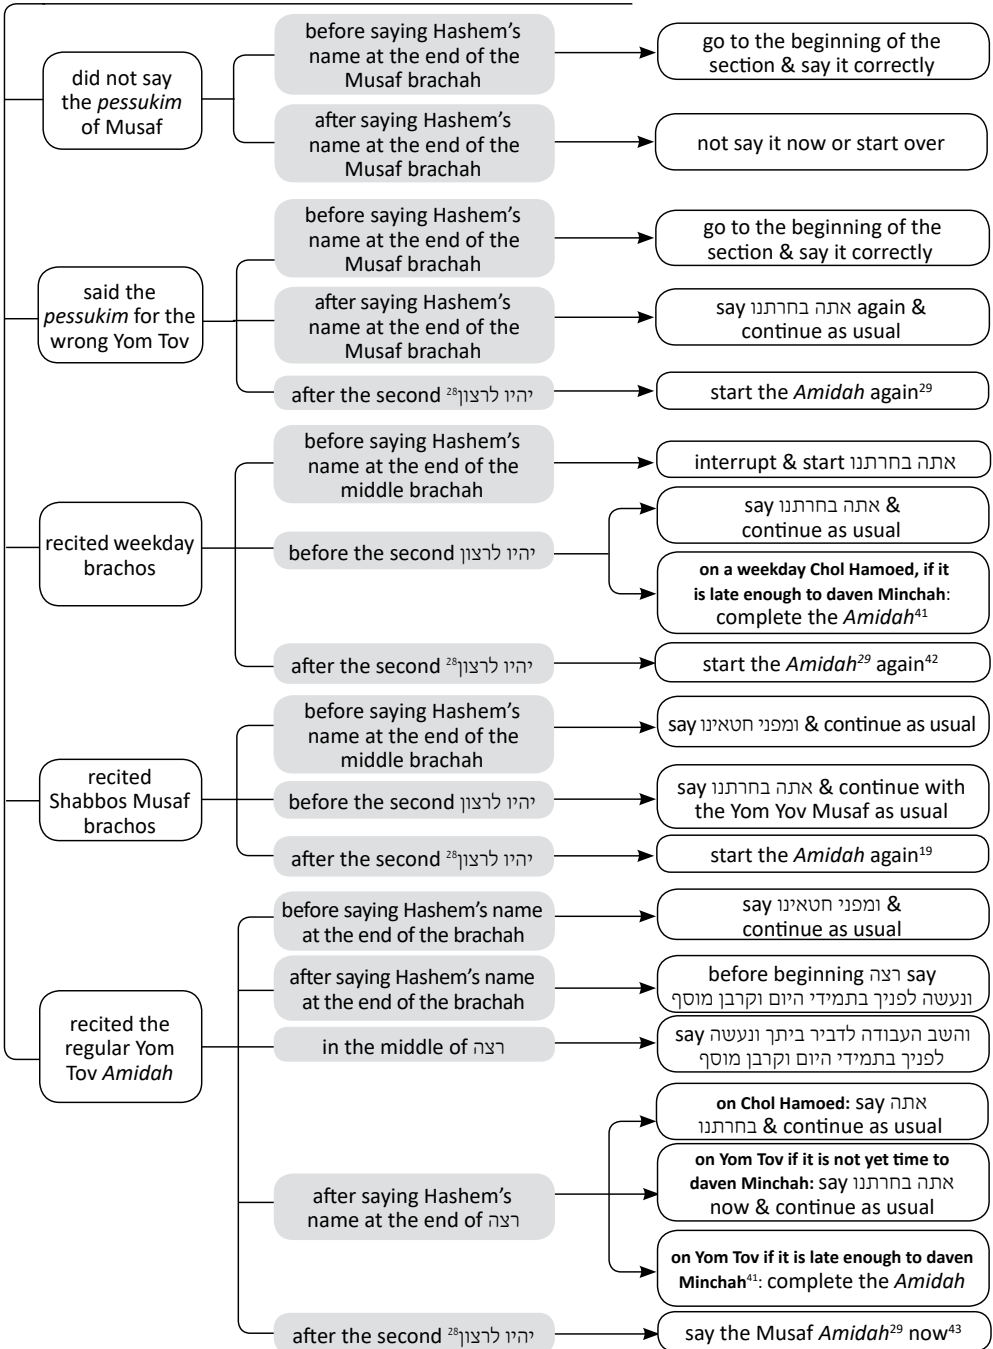 did not say
the pessukim
of Musaf
before saying Hashem's
name at the end of the
Musaf brachah
go to the beginning of the
section & say it correctly
after saying Hashem's
name at the end of the
Musaf brachah
not say it now or start over
said the
pessukim for the
wrong Yom Tov
before saying Hashem's
name at the end of the
Musaf brachah
go to the beginning of the
section & say it correctly
after saying Hashem's
name at the end of the
Musaf brachah
say אתה בחרתנו again &
continue as usual
after the second יהיו לרצון28
start the Amidah again29
recited weekday
brachos
before saying Hashem's
name at the end of the
middle brachah
interrupt & start אתה בחרתנו
before the second יהיו לרצון
say אתה בחרתנו &
continue as usual
on a weekday Chol Hamoed, if it
is late enough to daven Minchah:
complete the Amidah41
after the second יהיו לרצון28
start the Amidah29 again42
recited
Shabbos Musaf
brachos
before saying Hashem's
name at the end of the
middle brachah
say ומפני חטאינו & continue as usual
before the second יהיו לרצון
say אתה בחרתנו & continue with
the Yom Yov Musaf as usual
after the second יהיו לרצון28
start the Amidah again19
recited the
regular Yom
Tov Amidah
before saying Hashem's name
at the end of the brachah
say ומפני חטאינו &
continue as usual
after saying Hashem's name
at the end of the brachah
before beginning רצה say
ונעשה לפניך בתמידי היום וקרבן מוסף
in the middle of רצה
say והשב העבודה לדביר ביתך ונעשה
לפניך בתמידי היום וקרבן מוסף
after saying Hashem's
name at the end of רצה
on Chol Hamoed: say אתה
בחרתנו & continue as usual
on Yom Tov if it is not yet time to
daven Minchah: say אתה בחרתנו
now & continue as usual
on Yom Tov if it is late enough to daven
Minchah41: complete the Amidah
after the second יהיו לרצון28
say the Musaf Amidah29 now43